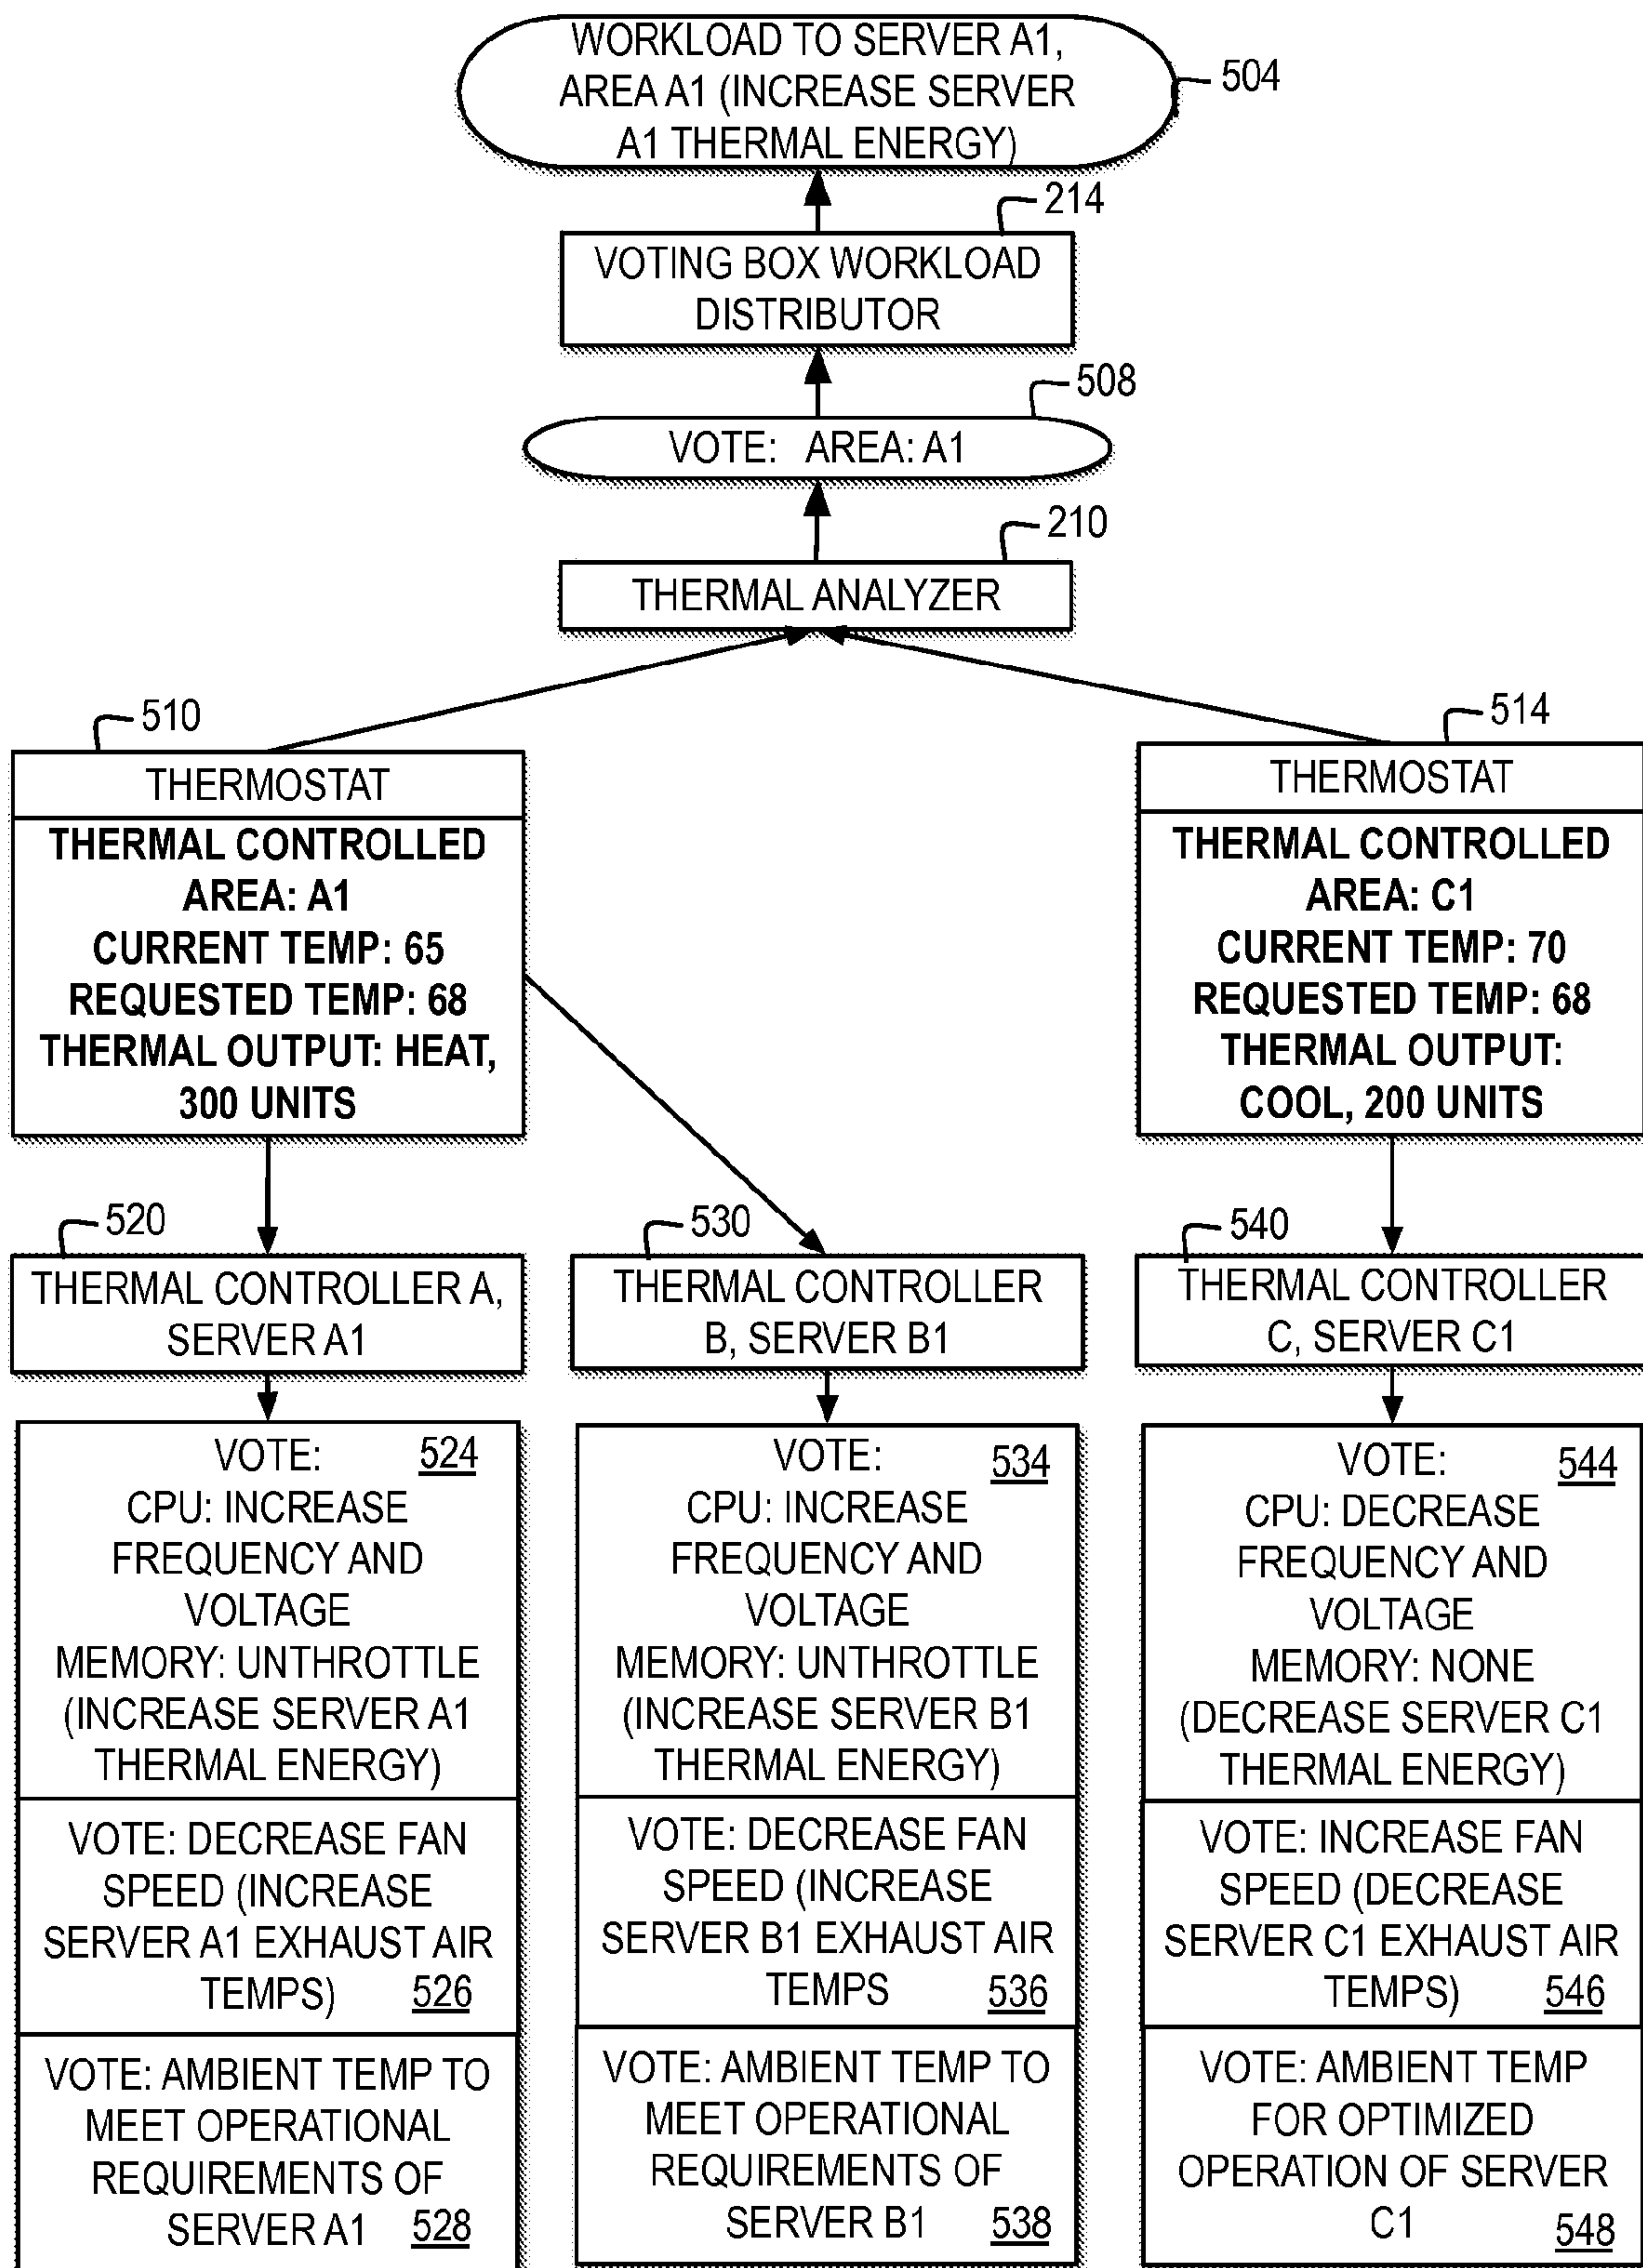 WORKLOAD TO SERVER A1,
AREA A1 (INCREASE SERVER
A1 THERMAL ENERGY)
504
214
VOTING BOX WORKLOAD
DISTRIBUTOR
508
VOTE: AREA: A1
210
THERMAL ANALYZER
510
THERMOSTAT
THERMAL CONTROLLED
AREA: A1
CURRENT TEMP: 65
REQUESTED TEMP: 68
THERMAL OUTPUT: HEAT,
300 UNITS
514
THERMOSTAT
THERMAL CONTROLLED
AREA: C1
CURRENT TEMP: 70
REQUESTED TEMP: 68
THERMAL OUTPUT:
COOL, 200 UNITS
520
THERMAL CONTROLLER A,
SERVER A1
530
THERMAL CONTROLLER
B, SERVER B1
540
THERMAL CONTROLLER
C, SERVER C1
VOTE: 524
CPU: INCREASE
FREQUENCY AND
VOLTAGE
MEMORY: UNTHROTTLE
(INCREASE SERVER A1
THERMAL ENERGY)
VOTE: DECREASE FAN
SPEED (INCREASE
SERVER A1 EXHAUST AIR
TEMPS) 526
VOTE: AMBIENT TEMP TO
MEET OPERATIONAL
REQUIREMENTS OF
SERVER A1 528
VOTE: 534
CPU: INCREASE
FREQUENCY AND
VOLTAGE
MEMORY: UNTHROTTLE
(INCREASE SERVER B1
THERMAL ENERGY)
VOTE: DECREASE FAN
SPEED (INCREASE
SERVER B1 EXHAUST AIR
TEMPS 536
VOTE: AMBIENT TEMP TO
MEET OPERATIONAL
REQUIREMENTS OF
SERVER B1 538
VOTE: 544
CPU: DECREASE
FREQUENCY AND
VOLTAGE
MEMORY: NONE
(DECREASE SERVER C1
THERMAL ENERGY)
VOTE: INCREASE FAN
SPEED (DECREASE
SERVER C1 EXHAUST AIR
TEMPS) 546
VOTE: AMBIENT TEMP
FOR OPTIMIZED
OPERATION OF SERVER
C1 548